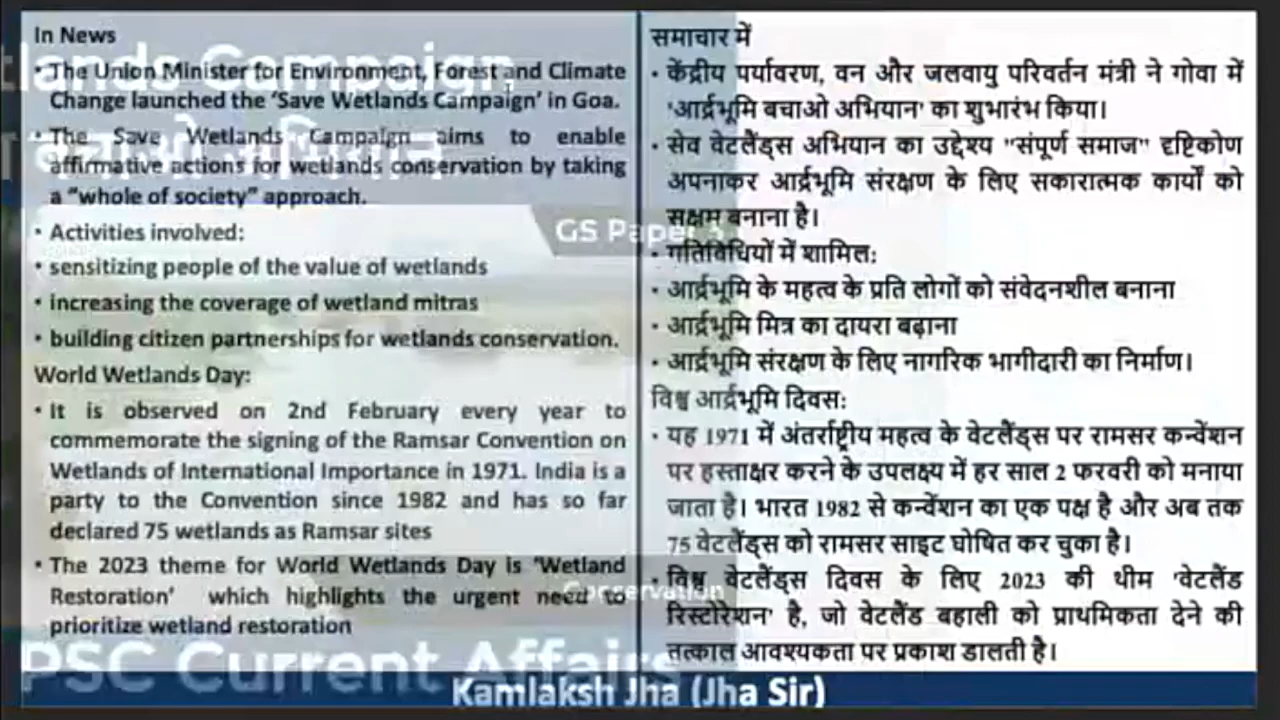 In News
• The Union Minister for Environment, Forest and Climate
Change launched the ‘Save Wetlands Campaign’ in Goa.
• The Save Wetlands Campaign aims to enable
affirmative actions for wetlands conservation by taking
a “whole of society” approach.
• Activities involved:
• sensitizing people of the value of wetlands
• increasing the coverage of wetland mitras
• building citizen partnerships for wetlands conservation.
World Wetlands Day:
• It is observed on 2nd February every year to
commemorate the signing of the Ramsar Convention on
Wetlands of International Importance in 1971. India is a
party to the Convention since 1982 and has so far
declared 75 wetlands as Ramsar sites
• The 2023 theme for World Wetlands Day is ‘Wetland
Restoration’ which highlights the urgent need to
prioritize wetland restoration
समाचार में
• केंद्रीय पर्यावरण, वन और जलवायु परिवर्तन मंत्री ने गोवा में
'आर्द्रभूमि बचाओ अभियान' का शुभारंभ किया।
• सेव वेटलैंड्स अभियान का उद्देश्य "संपूर्ण समाज" दृष्टिकोण
अपनाकर आर्द्रभूमि संरक्षण के लिए सकारात्मक कार्यों को
सक्षम बनाना है।
• गतिविधियों में शामिल:
• आर्द्रभूमि के महत्व के प्रति लोगों को संवेदनशील बनाना
• आर्द्रभूमि मित्र का दायरा बढ़ाना
• आर्द्रभूमि संरक्षण के लिए नागरिक भागीदारी का निर्माण।
विश्व आर्द्रभूमि दिवस:
• यह 1971 में अंतर्राष्ट्रीय महत्व के वेटलैंड्स पर रामसर कन्वेंशन
पर हस्ताक्षर करने के उपलक्ष्य में हर साल 2 फरवरी को मनाया
जाता है। भारत 1982 से कन्वेंशन का एक पक्ष है और अब तक
75 वेटलैंड्स को रामसर साइट घोषित कर चुका है।
• विश्व वेटलैंड्स दिवस के लिए 2023 की थीम 'वेटलैंड
रिस्टोरेशन' है, जो वेटलैंड बहाली को प्राथमिकता देने की
तत्काल आवश्यकता पर प्रकाश डालती है।
tlands Campaign
GS Paper
Conservation
PSC Current Affairs
Kamlaksh Jha (Jha Sir)